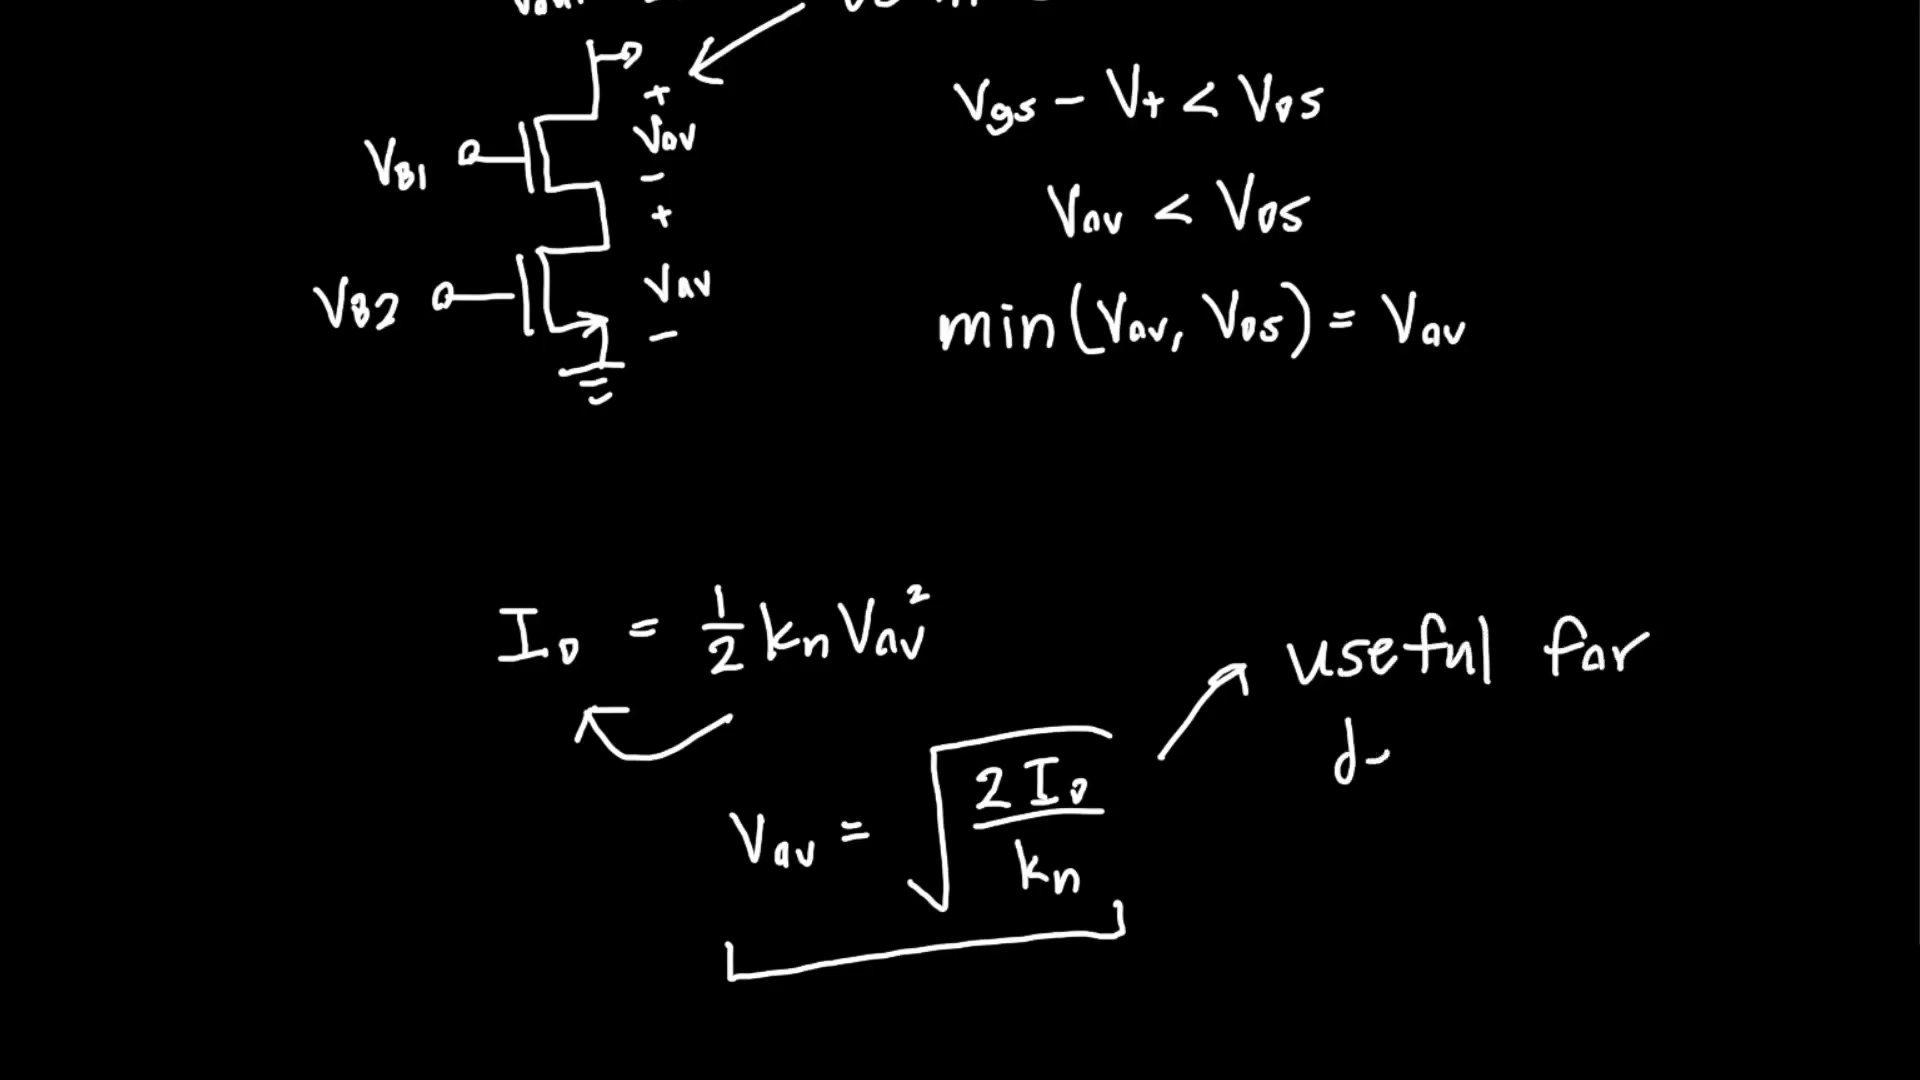 Vgs - Vt < VDS
VB1
+
Vov
-
Vov < VDS
+
VB2
Vov
-
min(Vov, VDS) = Vov
ID = 1/2 kn Vov²
useful for
d
Vov = √(2ID/kn)